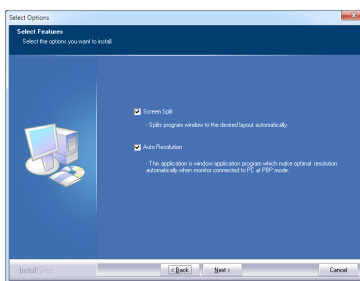 Select Options
Select Features
Select the options you want to install.
Screen Split
- Splits program window to the desired layout automatically.
Auto Resolution
- This application is window application program which make optimal resolution
automatically when monitor connected to PC at PBP mode.
InstallShield
< Back
Next >
Cancel